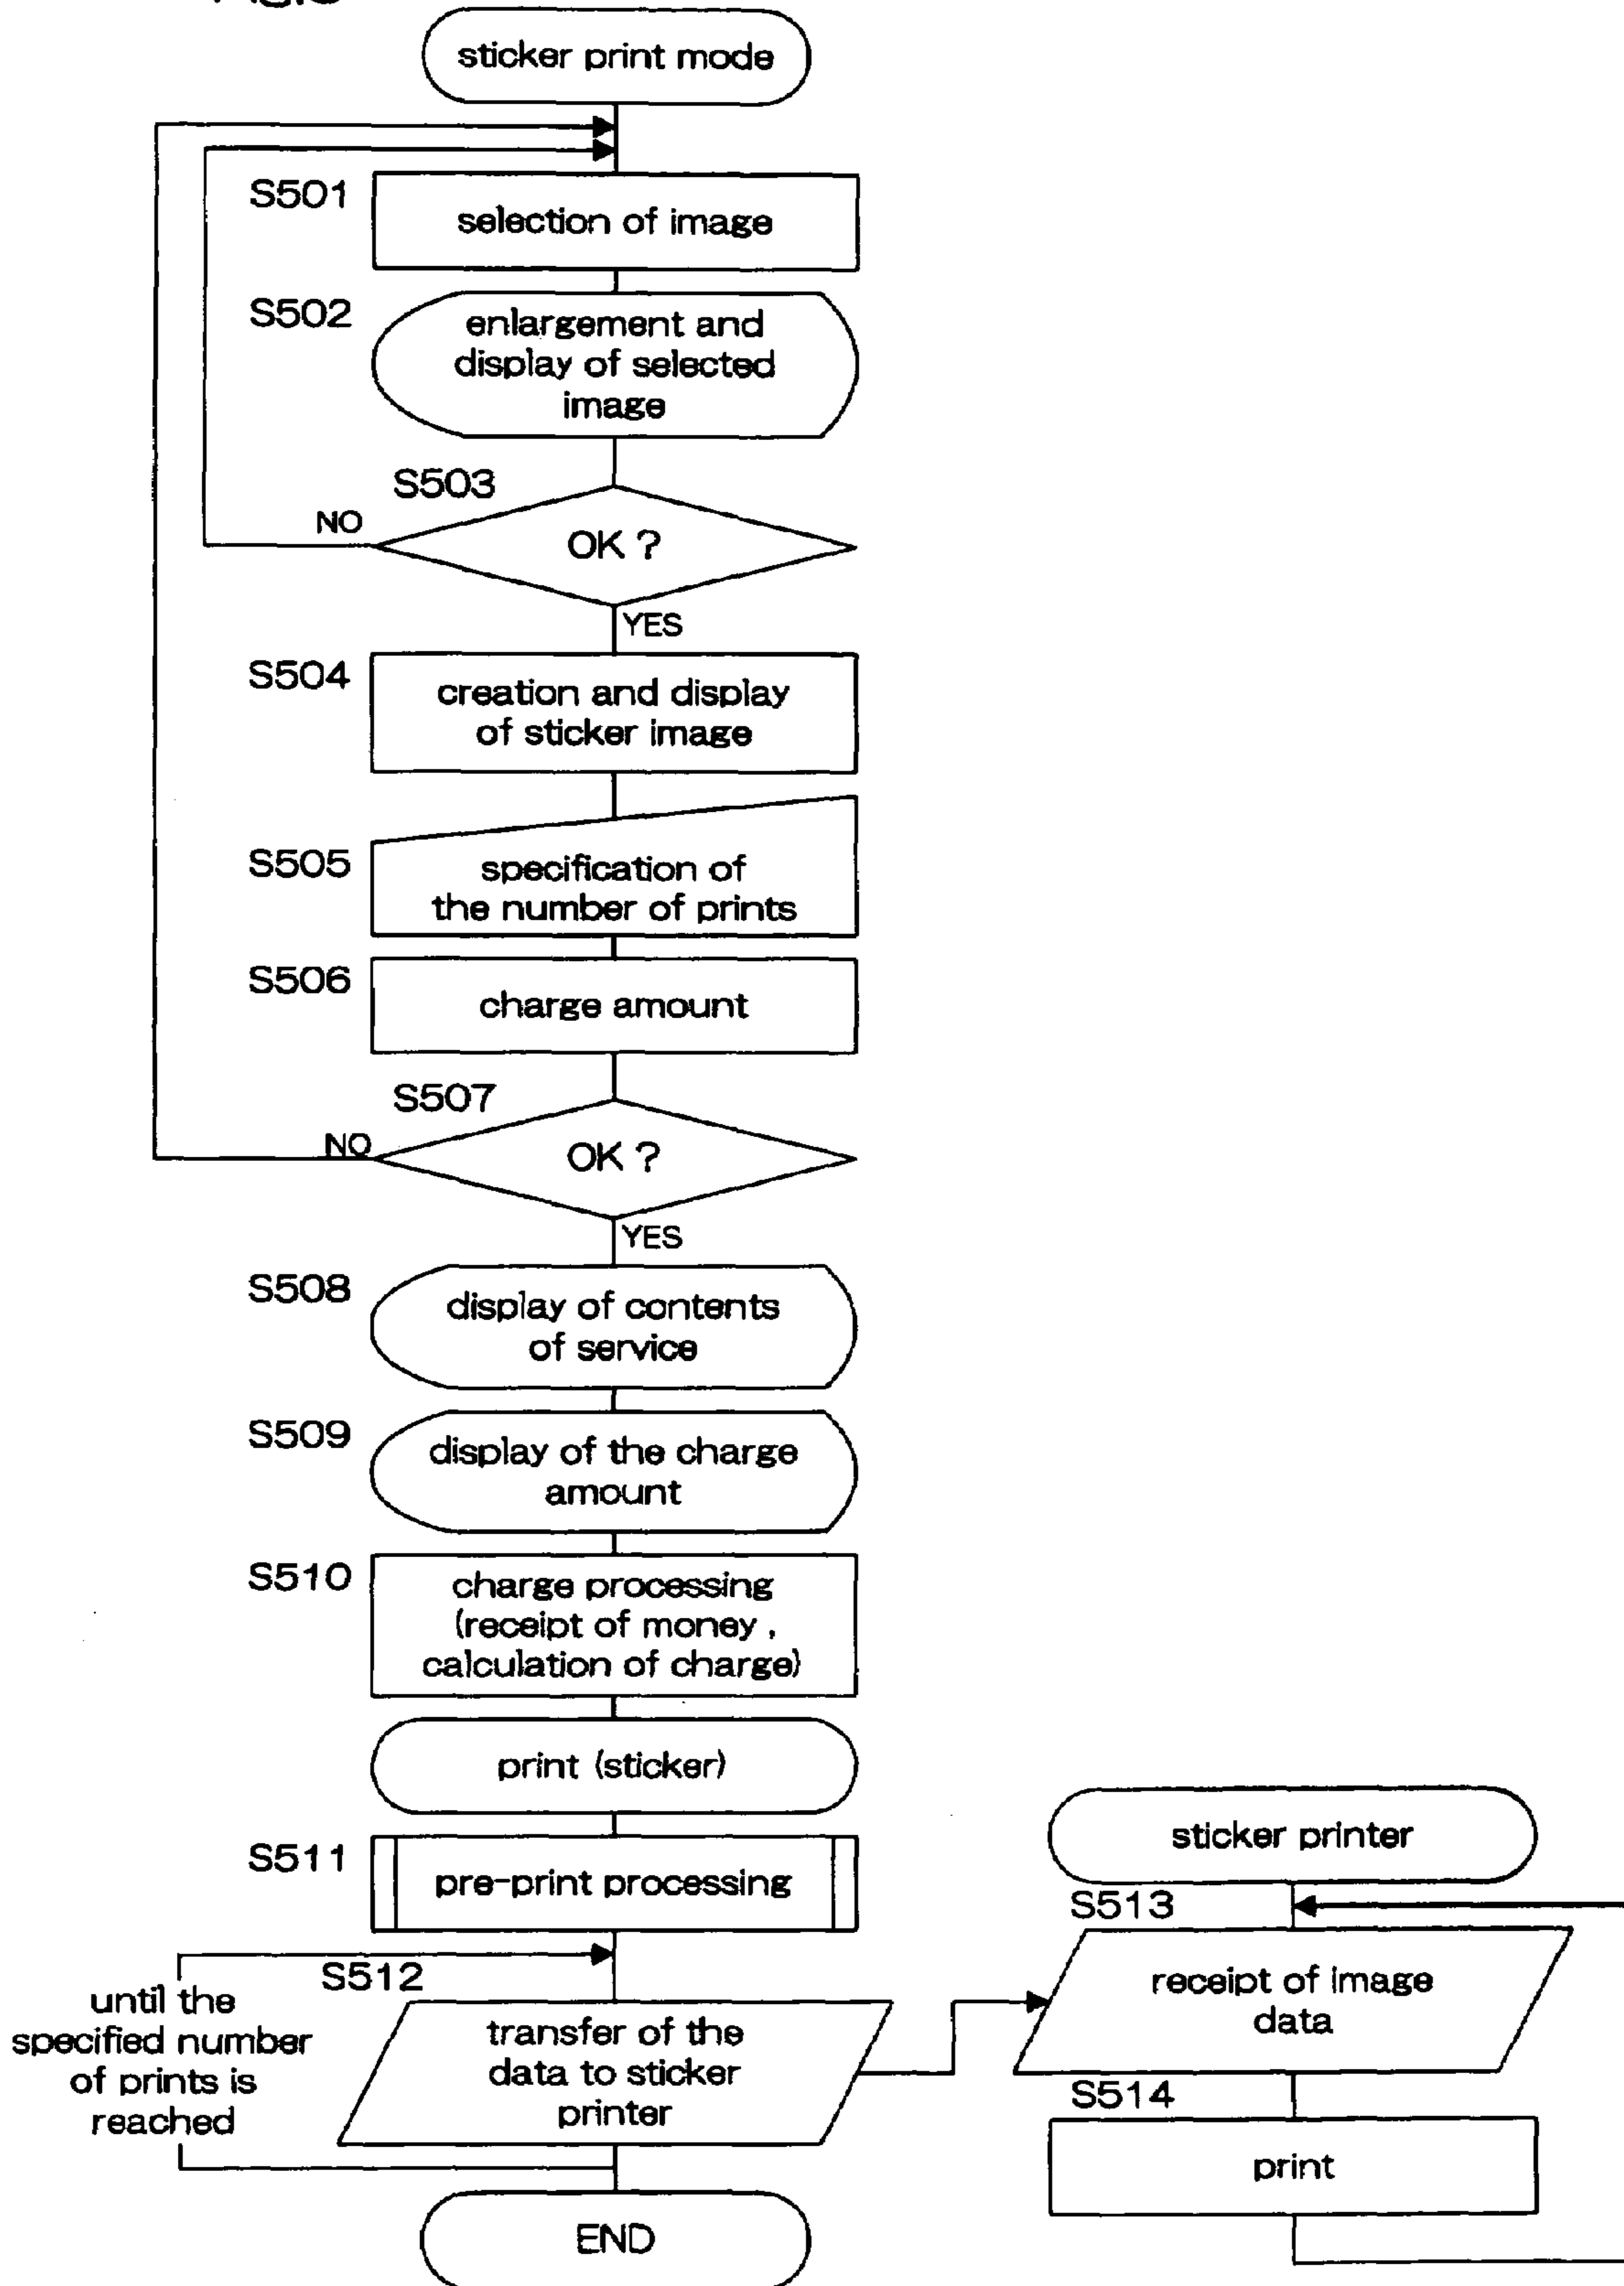 sticker print mode
S501
selection of image
S502
enlargement and
display of selected
image
S503
NO
OK ?
YES
S504
creation and display
of sticker image
S505
specification of
the number of prints
S506
charge amount
S507
NO
OK ?
YES
S508
display of contents
of service
S509
display of the charge
amount
S510
charge processing
(receipt of money ,
calculation of charge)
print (sticker)
S511
pre-print processing
S512
until the
specified number
of prints is
reached
transfer of the
data to sticker
printer
END
sticker printer
S513
receipt of image
data
S514
print